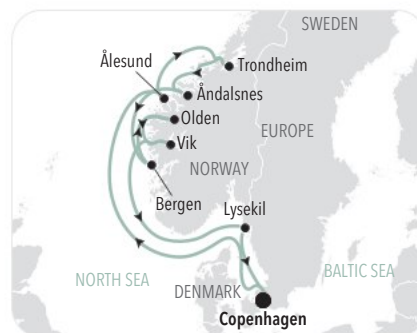 SWEDEN
Ålesund
Trondheim
Åndalsnes
Olden
EUROPE
Vik
NORWAY
Bergen
Lysekil
NORTH SEA
DENMARK
BALTIC SEA
Copenhagen